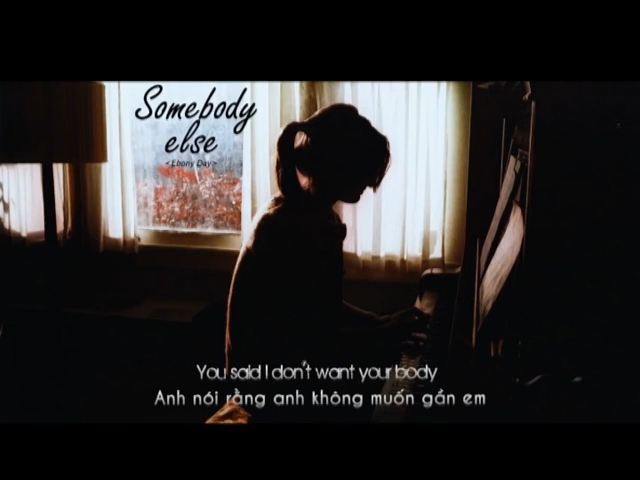 Somebody
else
<Ebony Day>
You said I don't want your body
Anh nói rằng anh không muốn gần em